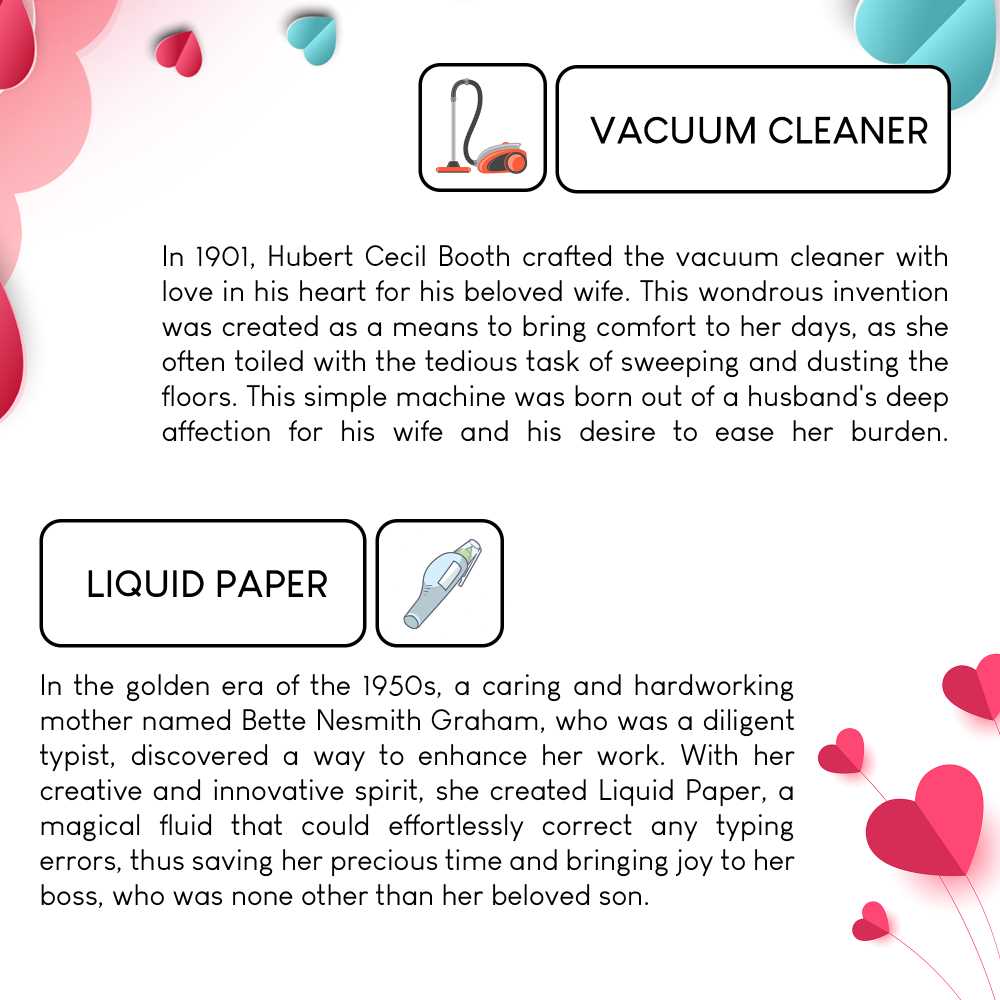 VACUUM CLEANER
In 1901, Hubert Cecil Booth crafted the vacuum cleaner with
love in his heart for his beloved wife. This wondrous invention
was created as a means to bring comfort to her days, as she
often toiled with the tedious task of sweeping and dusting the
floors. This simple machine was born out of a husband's deep
affection for his wife and his desire to ease her burden.
LIQUID PAPER
In the golden era of the 1950s, a caring and hardworking
mother named Bette Nesmith Graham, who was a diligent
typist, discovered a way to enhance her work. With her
creative and innovative spirit, she created Liquid Paper, a
magical fluid that could effortlessly correct any typing
errors, thus saving her precious time and bringing joy to her
boss, who was none other than her beloved son.